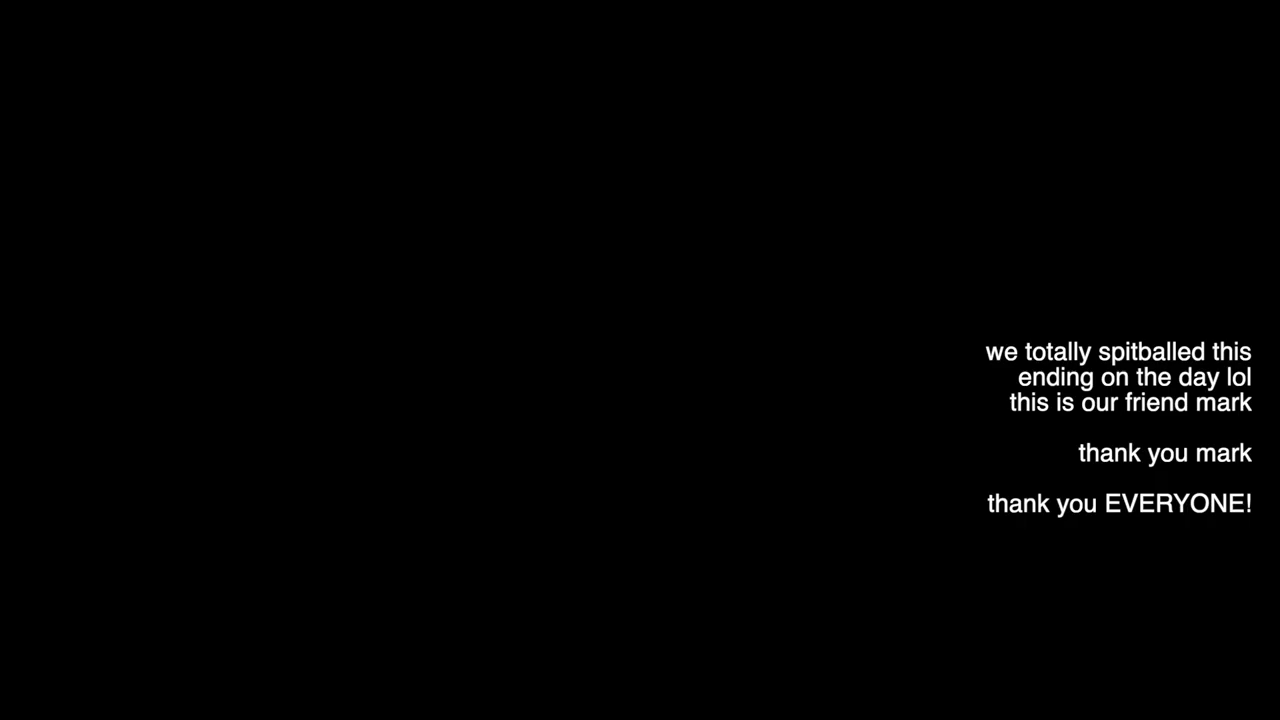 we totally spitballed this
ending on the day lol
this is our friend mark
thank you mark
thank you EVERYONE!